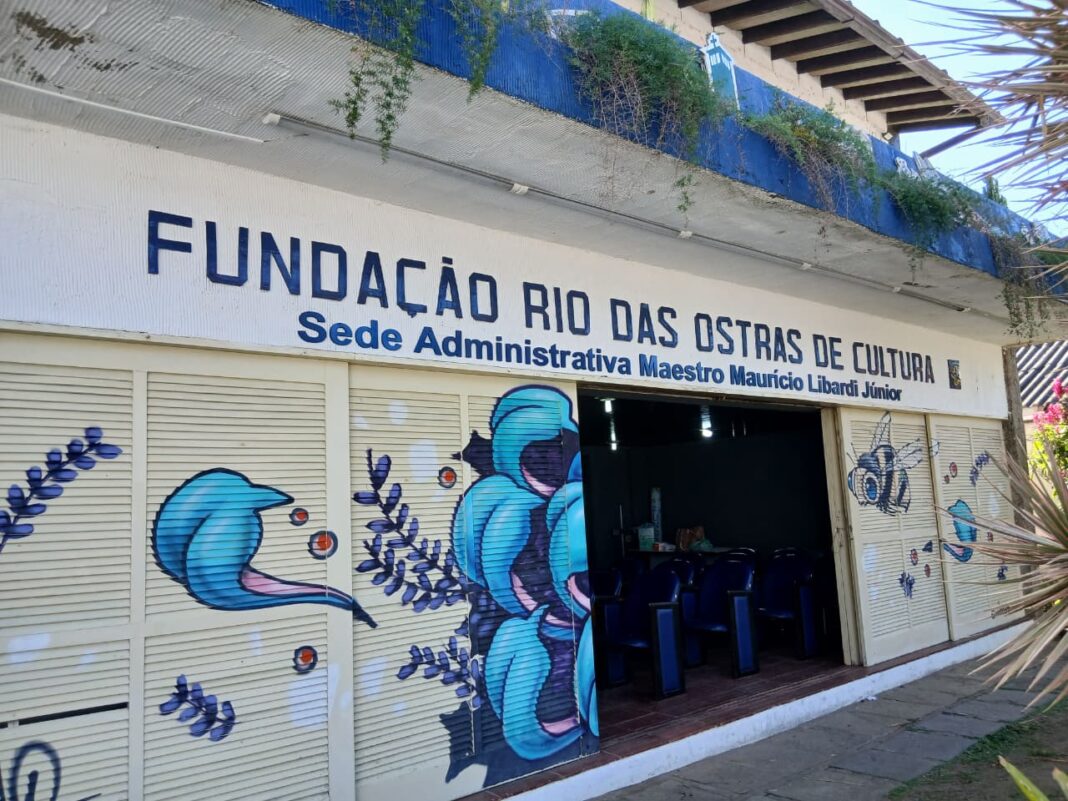 FUNDAÇÃO RIO DAS OSTRAS DE CULTURA
Sede Administrativa Maestro Maurício Libardi Júnior